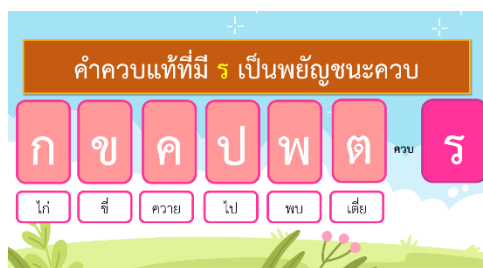 คำควบแท้ที่มี ร เป็นพยัญชนะควบ
ก ข ค ป พ ต ควบ ร
ไก่ ขี่ ควาย ไป พบ เตี่ย